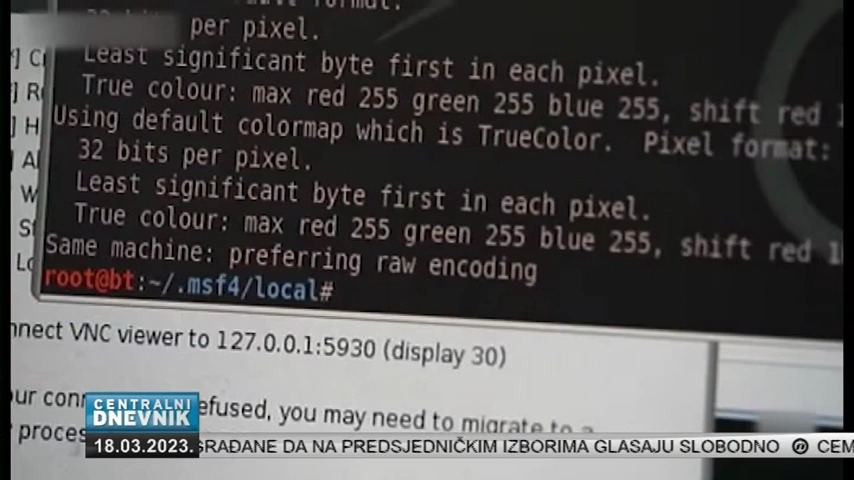 per pixel.
Least significant byte first in each pixel.
True colour: max red 255 green 255 blue 255, shift red
Using default colormap which is TrueColor. Pixel format:
32 bits per pixel.
Least significant byte first in each pixel.
True colour: max red 255 green 255 blue 255, shift red
Same machine: preferring raw encoding
root@bt:~/.msf4/local#
VNC viewer to 127.0.0.1:5930 (display 30)
efused, you may need to migrate to a
CENTRALNI
DNEVNIK
18.03.2023.
GRAĐANE DA NA PREDSJEDNIČKIM IZBORIMA GLASAJU SLOBODNO @ CEM